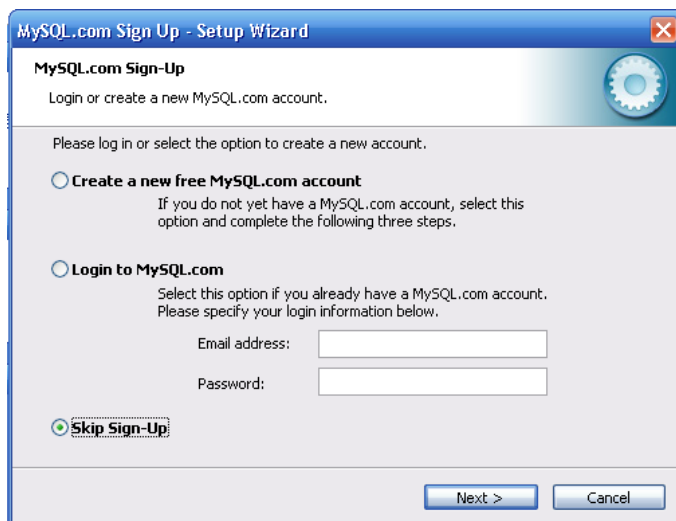 MySQL.com Sign Up - Setup Wizard
MySQL.com Sign-Up
Login or create a new MySQL.com account.
Please log in or select the option to create a new account.
Create a new free MySQL.com account
If you do not yet have a MySQL.com account, select this
option and complete the following three steps.
Login to MySQL.com
Select this option if you already have a MySQL.com account.
Please specify your login information below.
Email address:
Password:
Skip Sign-Up
Next >
Cancel